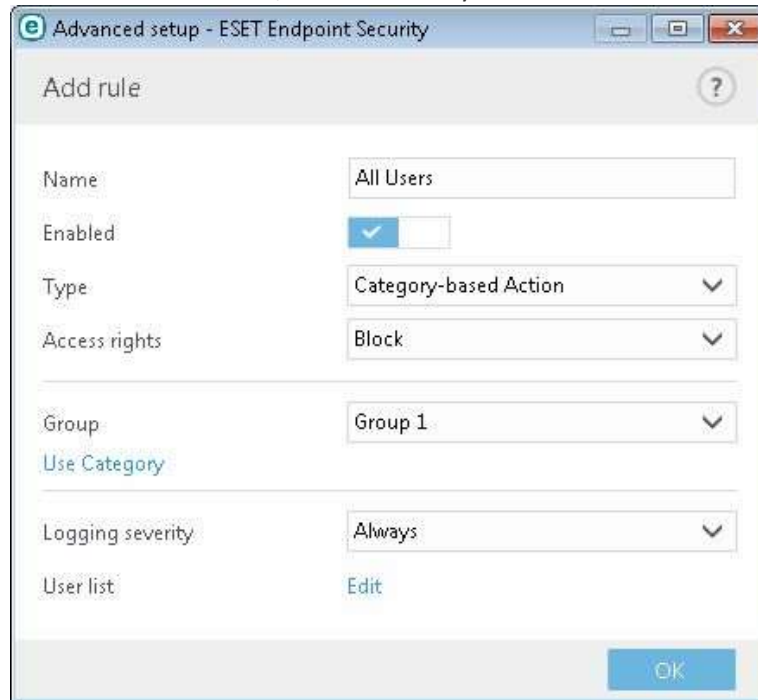 e Advanced setup - ESET Endpoint Security
Add rule ?
Name All Users
Enabled
Type Category-based Action
Access rights Block
Group Group 1
Use Category
Logging severity Always
User list Edit
OK